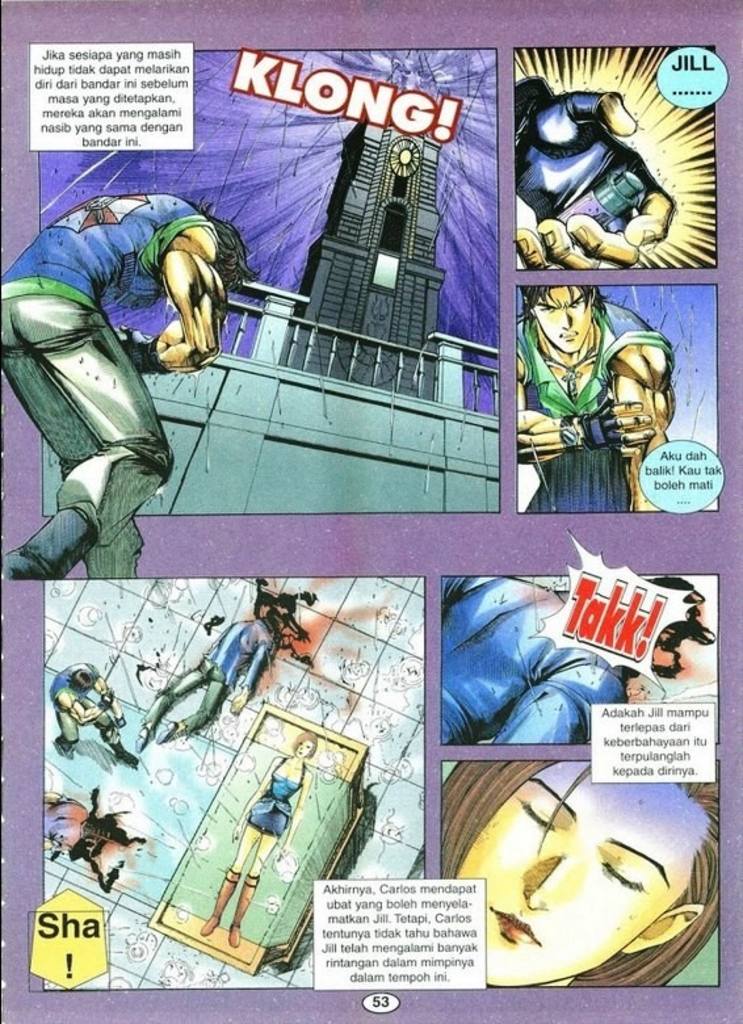 Jika sesiapa yang masih
hidup tidak dapat melarikan
diri dari bandar ini sebelum
masa yang ditetapkan,
mereka akan mengalami
nasib yang sama dengan
bandar ini.
KLONG!
JILL
.......
Aku dah
balik! Kau tak
boleh mati
....
Takk!
Adakah Jill mampu
terlepas dari
keberbahayaan itu
terpulanglah
kepada dirinya.
Akhirnya, Carlos mendapat
ubat yang boleh menyela-
matkan Jill. Tetapi, Carlos
tentunya tidak tahu bahawa
Jill telah mengalami banyak
rintangan dalam mimpinya
dalam tempoh ini.
Sha
!
53